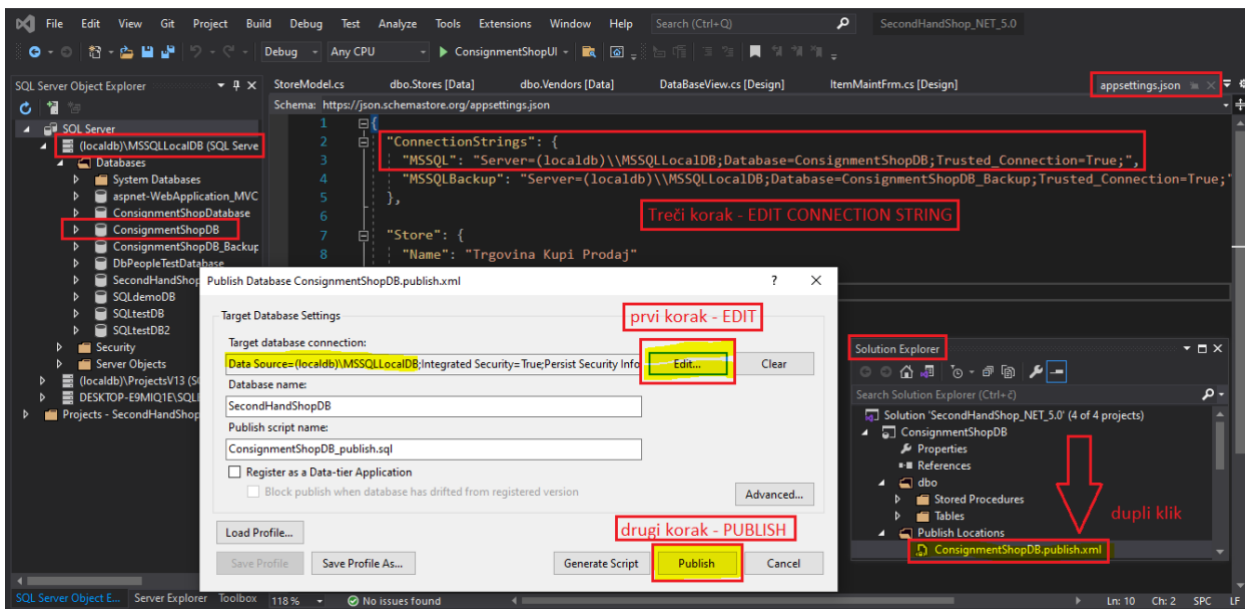 File Edit View Git Project Build Debug Test Analyze Tools Extensions Window Help Search (Ctrl+Q) SecondHandShop_NET_5.0
Debug Any CPU ConsignmentShopUI
SQL Server Object Explorer
StoreModel.cs dbo.Stores [Data] dbo.Vendors [Data] DataBaseView.cs [Design] ItemMaintFrm.cs [Design] appsettings.json
Schema: https://json.schemastore.org/appsettings.json
SQL Server
(localdb)\MSSQLLocalDB (SQL Serve
Databases
System Databases
aspnet-WebApplication_MVC
ConsignmentShopDatabase
ConsignmentShopDB
ConsignmentShopDB_Backup
DbPeopleTestDatabase
SecondHandShop
SQLdemoDB
SQLtestDB
SQLtestDB2
Security
Server Objects
(localdb)\ProjectsV13 (S
DESKTOP-E9MIQ1E\SQL
Projects - SecondHandShop
1 {
2 "ConnectionStrings": {
3 "MSSQL": "Server=(localdb)\\MSSQLLocalDB;Database=ConsignmentShopDB;Trusted_Connection=True;",
4 "MSSQLBackup": "Server=(localdb)\\MSSQLLocalDB;Database=ConsignmentShopDB_Backup;Trusted_Connection=True;"
5 },
6
7 "Store": {
8 "Name": "Trgovina Kupi Prodaj"
Treči korak - EDIT CONNECTION STRING
Publish Database ConsignmentShopDB.publish.xml ?
Target Database Settings
prvi korak - EDIT
Target database connection:
Data Source=(localdb)\MSSQLLocalDB;Integrated Security=True;Persist Security Info Edit... Clear
Database name:
SecondHandShopDB
Publish script name:
ConsignmentShopDB_publish.sql
Register as a Data-tier Application
Block publish when database has drifted from registered version
Advanced...
Load Profile...
drugi korak - PUBLISH
Save Profile Save Profile As... Generate Script Publish Cancel
Solution Explorer
Search Solution Explorer (Ctrl+č)
Solution 'SecondHandShop_NET_5.0' (4 of 4 projects)
ConsignmentShopDB
Properties
References
dbo
Stored Procedures
Tables
Publish Locations
ConsignmentShopDB.publish.xml
dupli klik
SQL Server Object E... Server Explorer Toolbox 118 % No issues found Ln: 10 Ch: 2 SPC LF